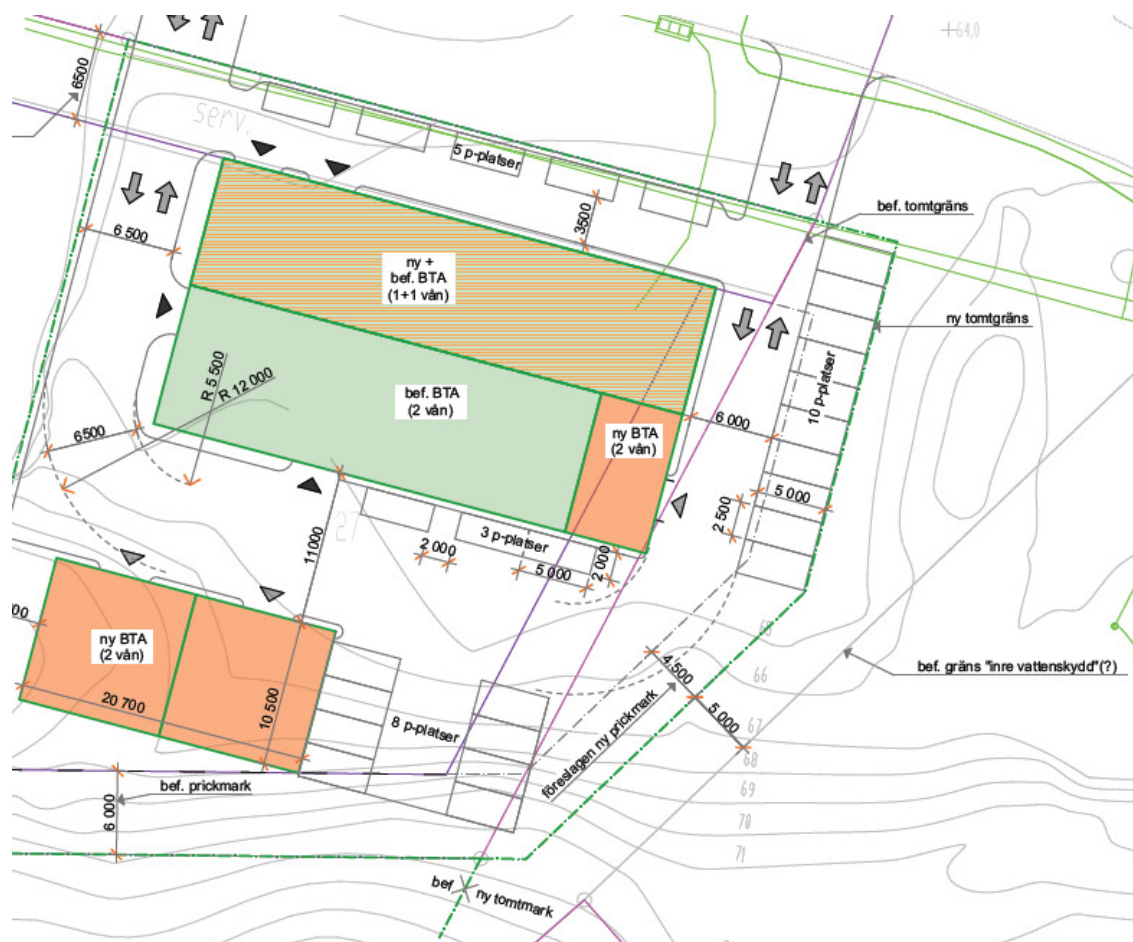 64,0
6500
serv.
5 p-platser
3500
bef. tomtgräns
6 500
ny +
bef. BTA
(1+1 vån)
ny tomtgräns
10 p-platser
R 5 500
R 12 000
bef. BTA
(2 vån)
ny BTA
(2 vån)
6 000
6500
5 000
2 500
27
11000
3 p-platser
2 000
5 000
2 000
ny BTA
(2 vån)
20 700
10 500
8 p-platser
4 500
5 000
66
67
68
69
70
71
bef. gräns "inre vattenskydd"(?)
föreslagen ny prickmark
bef. prickmark
6 000
bef
ny tomtmark